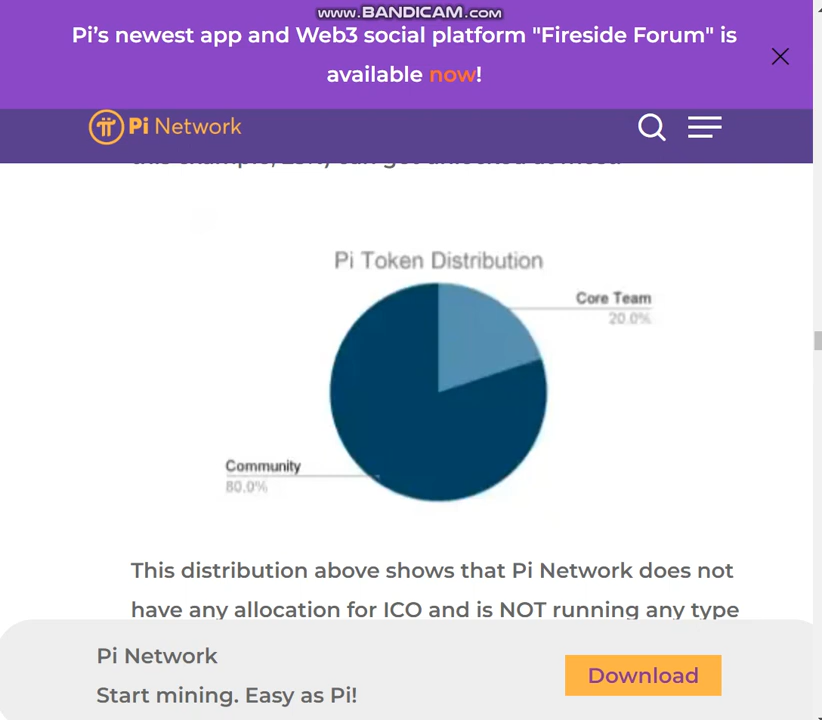 www.BANDICAM.com
Pi’s newest app and Web3 social platform "Fireside Forum" is
available now!
Pi Network
Pi Token Distribution
Core Team
20.0%
Community
80.0%
This distribution above shows that Pi Network does not
have any allocation for ICO and is NOT running any type
Pi Network
Start mining. Easy as Pi!
Download